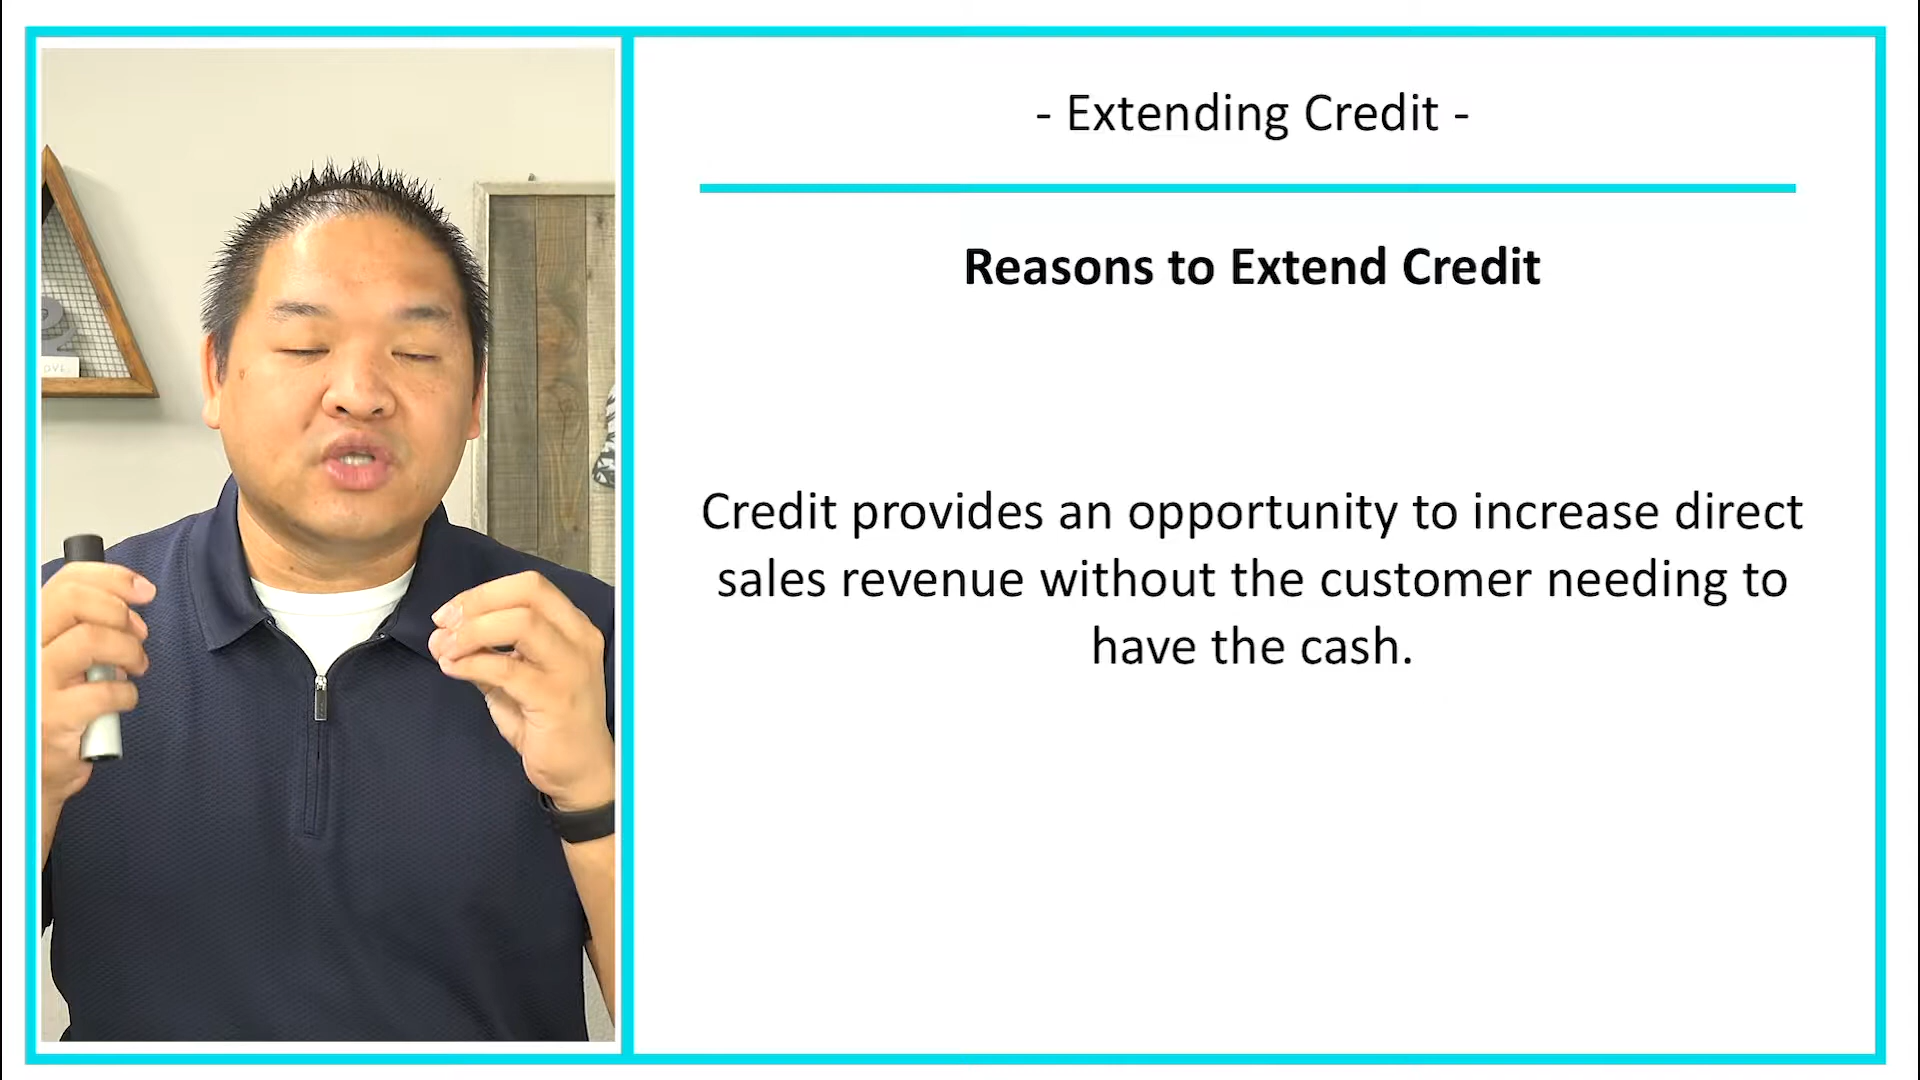 - Extending Credit -
Reasons to Extend Credit
Credit provides an opportunity to increase direct
sales revenue without the customer needing to
have the cash.